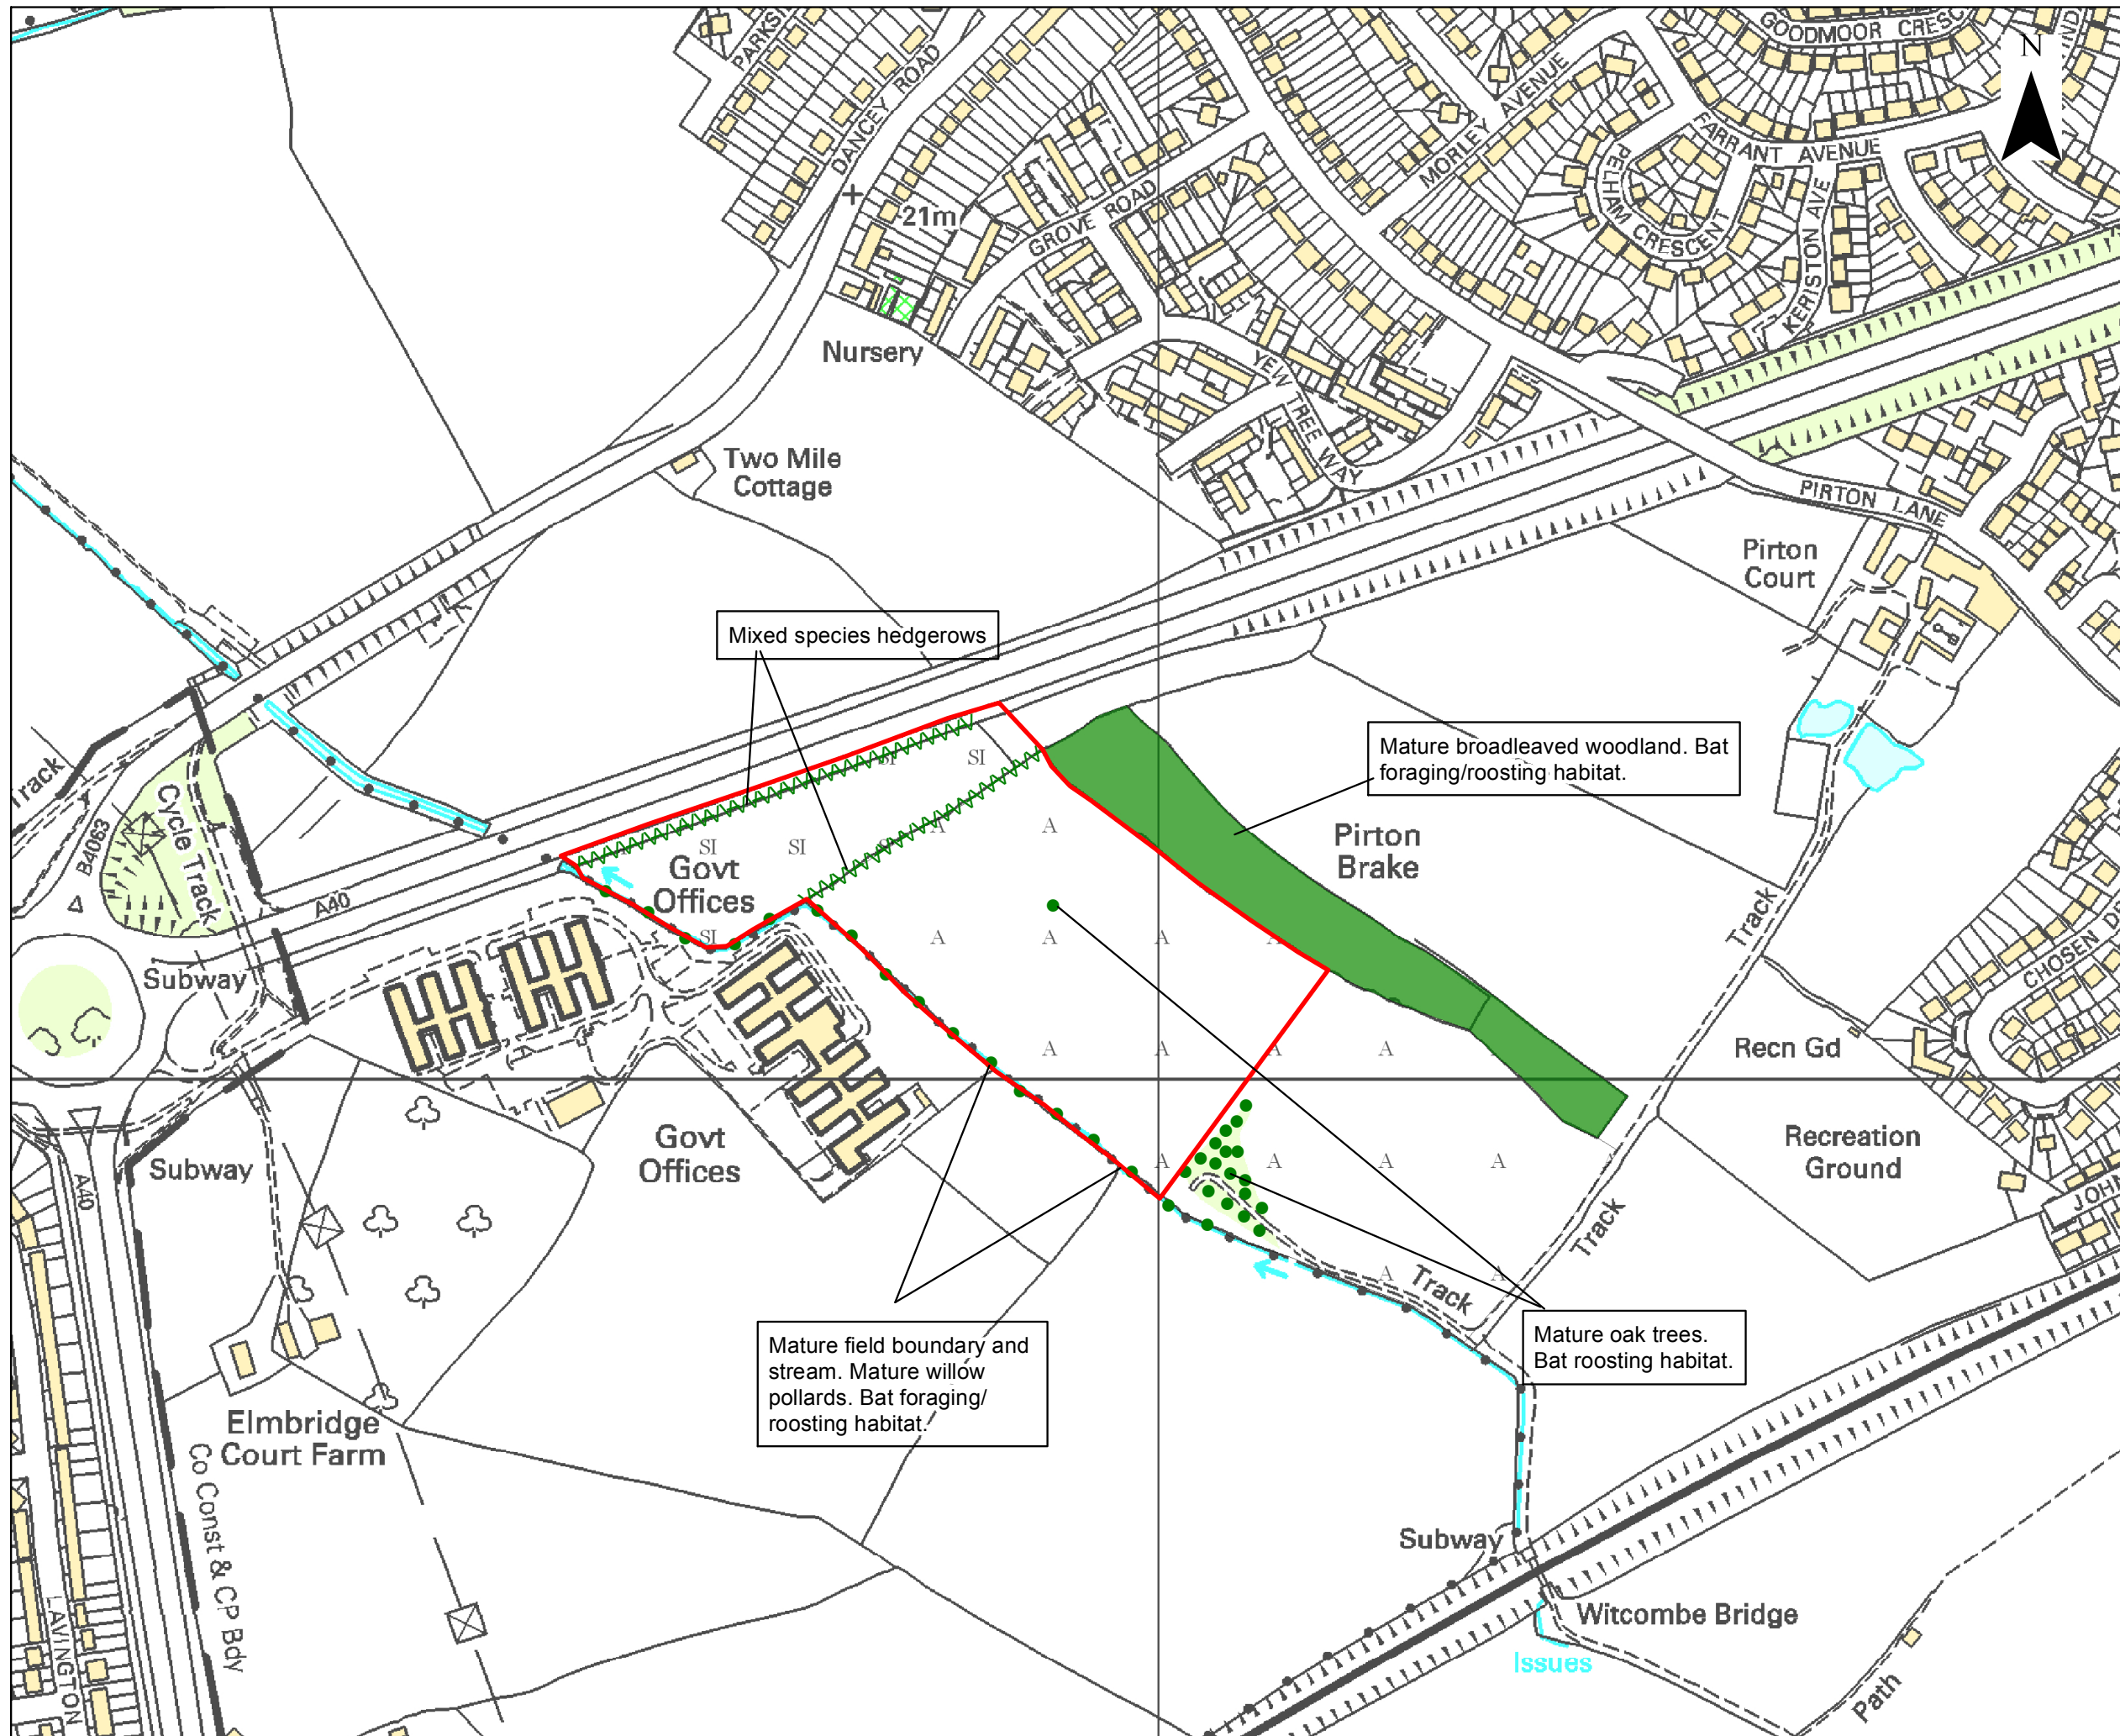 GOODMOOR CRESC
N
PARKS
DANCEY ROAD
MORLEY AVENUE
FARRANT AVENUE
PELHAM
CRESCENT
KERISTON AVE
21m
GROVE ROAD
Nursery
YEW TREE WAY
Two Mile
Cottage
PIRTON LANE
Pirton
Court
Mixed species hedgerows
Mature broadleaved woodland. Bat
foraging/roosting habitat.
Track
Cycle Track
B4063
SI
SI
SI
SI
A
A
Govt
Offices
Pirton
Brake
A40
SI
A
A
A
A
Track
CHOSEN DR
Subway
A
A
A
A
Recn Gd
Govt
Offices
Recreation
Ground
Subway
A40
A
A
A
A
JOHN
Track
Track
A
A
Mature field boundary and
stream. Mature willow
pollards. Bat foraging/
roosting habitat.
Mature oak trees.
Bat roosting habitat.
Elmbridge
Court Farm
Co Const & CP Bdy
Subway
LAVINGTON
Witcombe Bridge
Issues
Path